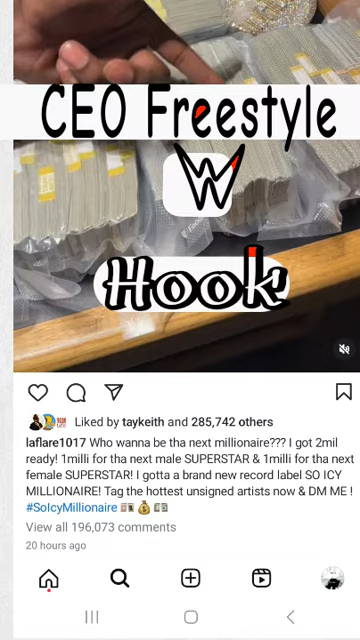 CEO Freestyle
W
Hook
Liked by taykeith and 285,742 others
laflare1017 Who wanna be tha next millionaire??? I got 2mil
ready! 1milli for tha next male SUPERSTAR & 1milli for tha next
female SUPERSTAR! I gotta a brand new record label SO ICY
MILLIONAIRE! Tag the hottest unsigned artists now & DM ME !
#SoIcyMillionaire 💵💰💵
View all 196,073 comments
20 hours ago